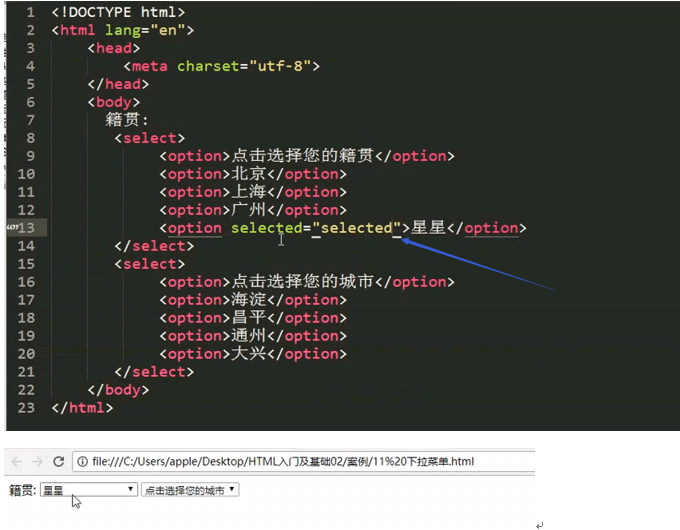 1 <!DOCTYPE html>
2 <html lang="en">
3 <head>
4 <meta charset="utf-8">
5 </head>
6 <body>
7 籍贯:
8 <select>
9 <option>点击选择您的籍贯</option>
10 <option>北京</option>
11 <option>上海</option>
12 <option>广州</option>
13 <option selected="selected">星星</option>
14 </select>
15 <select>
16 <option>点击选择您的城市</option>
17 <option>海淀</option>
18 <option>昌平</option>
19 <option>通州</option>
20 <option>大兴</option>
21 </select>
22 </body>
23 </html>
file:///C:/Users/apple/Desktop/HTML入门及基础02/案例/11%20下拉菜单.html
籍贯: 星星 点击选择您的城市